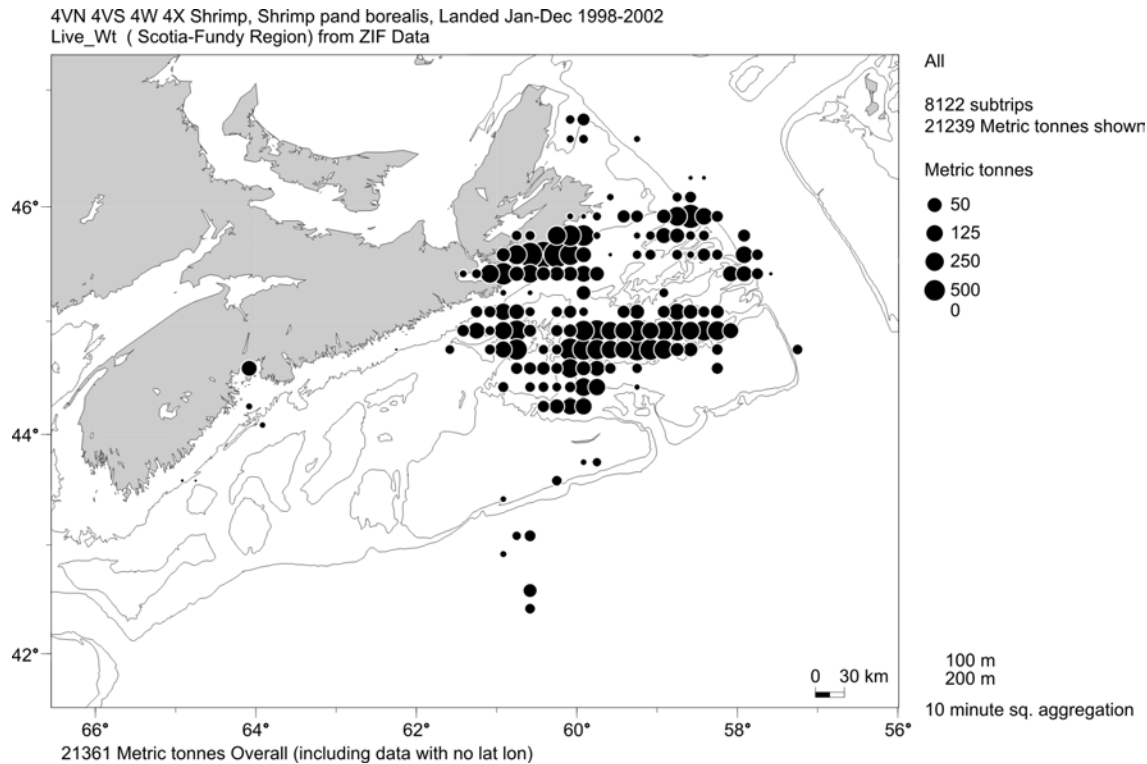 4VN 4VS 4W 4X Shrimp, Shrimp pand borealis, Landed Jan-Dec 1998-2002
Live_Wt ( Scotia-Fundy Region) from ZIF Data
All
8122 subtrips
21239 Metric tonnes shown
Metric tonnes
50
125
250
500
0
46°
44°
42°
0 30 km
100 m
200 m
10 minute sq. aggregation
66° 64° 62° 60° 58° 56°
21361 Metric tonnes Overall (including data with no lat lon)